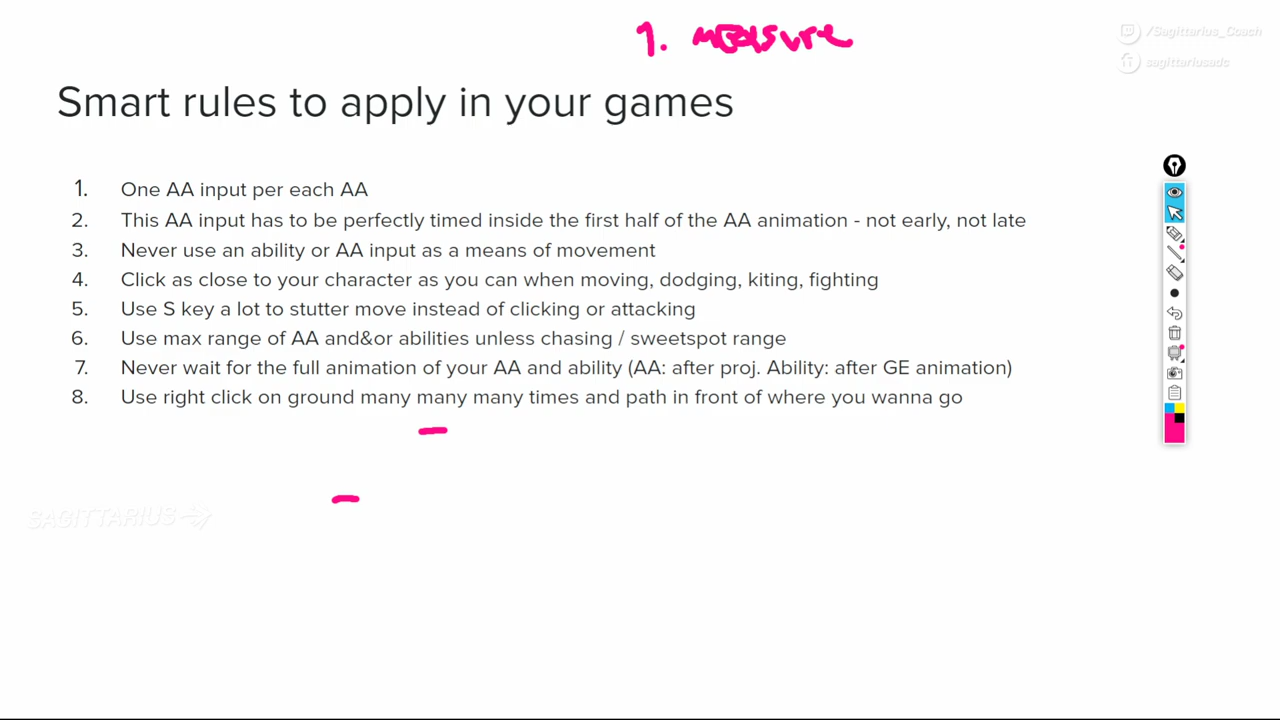 1. measure
/Sagittarius_Coach
sagittariusadc
Smart rules to apply in your games
1. One AA input per each AA
2. This AA input has to be perfectly timed inside the first half of the AA animation - not early, not late
3. Never use an ability or AA input as a means of movement
4. Click as close to your character as you can when moving, dodging, kiting, fighting
5. Use S key a lot to stutter move instead of clicking or attacking
6. Use max range of AA and&or abilities unless chasing / sweetspot range
7. Never wait for the full animation of your AA and ability (AA: after proj. Ability: after GE animation)
8. Use right click on ground many many many times and path in front of where you wanna go
SAGITTARIUS